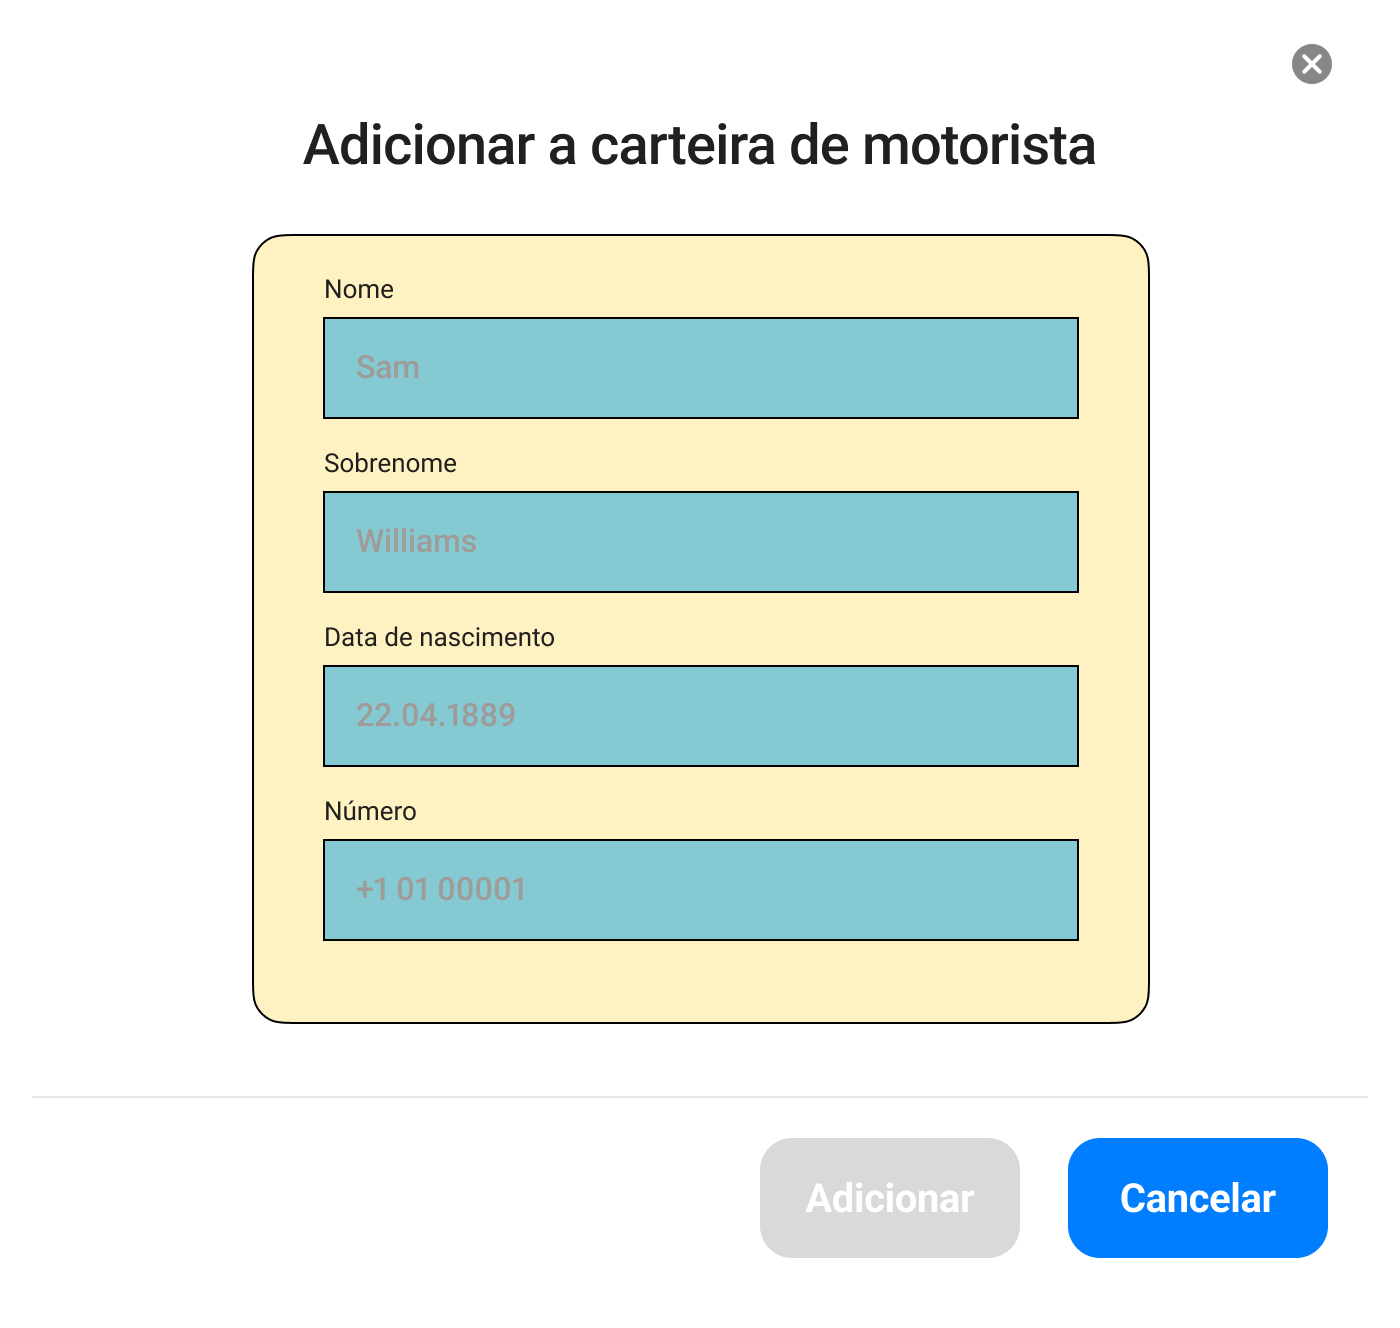 Adicionar a carteira de motorista
Nome
Sam
Sobrenome
Williams
Data de nascimento
22.04.1889
Número
+1 01 00001
Adicionar
Cancelar